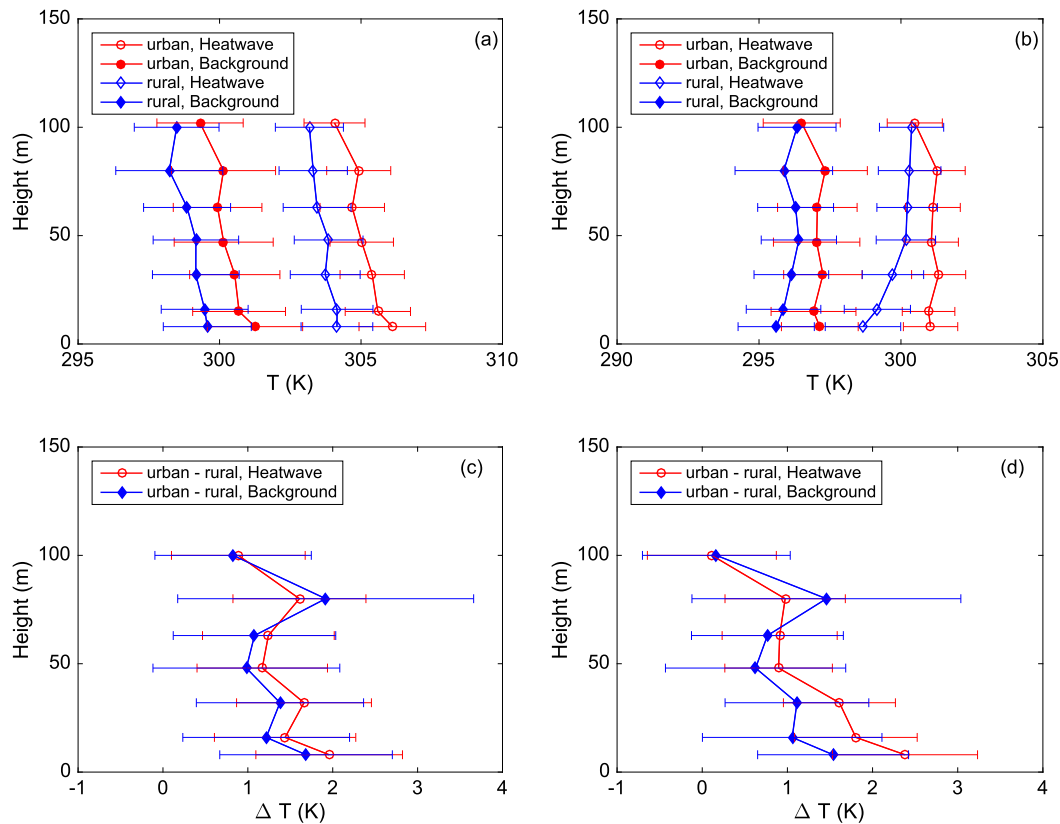 150
100
50
0
Height (m)
urban, Heatwave
urban, Background
rural, Heatwave
rural, Background
(a)
295
300
305
310
T (K)
150
100
50
0
Height (m)
urban, Heatwave
urban, Background
rural, Heatwave
rural, Background
(b)
290
295
300
305
T (K)
150
100
50
0
Height (m)
urban - rural, Heatwave
urban - rural, Background
(c)
-1
0
1
2
3
4
Δ T (K)
150
100
50
0
Height (m)
urban - rural, Heatwave
urban - rural, Background
(d)
-1
0
1
2
3
4
Δ T (K)